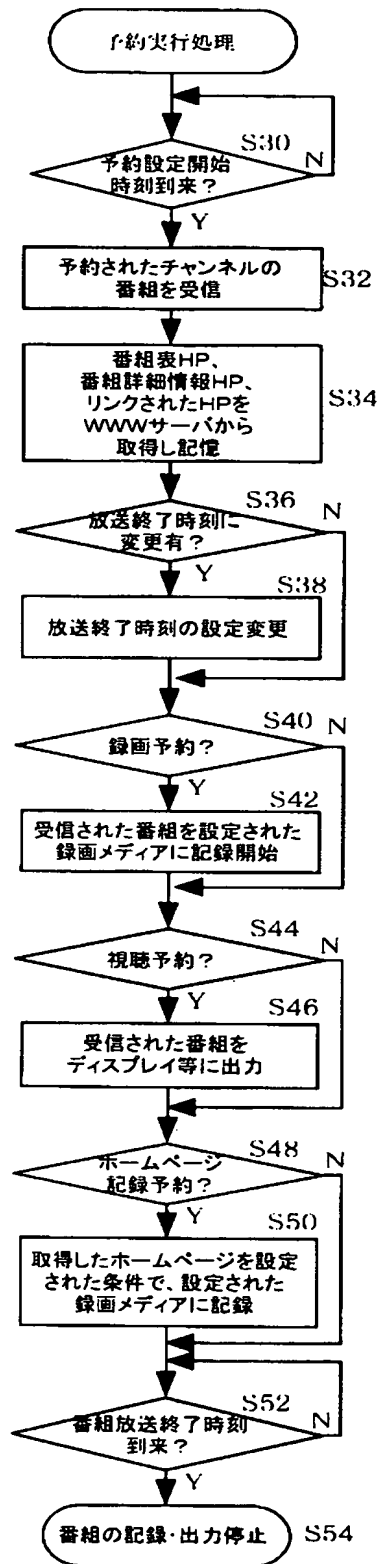 予約実行処理
S30
予約設定開始
時刻到来?
N
Y
予約されたチャンネルの
番組を受信
S32
番組表HP、
番組詳細情報HP、
リンクされたHPを
WWWサーバから
取得し記憶
S34
S36
放送終了時刻に
変更有?
N
Y
S38
放送終了時刻の設定変更
S40
録画予約?
N
Y
S42
受信された番組を設定された
録画メディアに記録開始
S44
視聴予約?
N
Y
S46
受信された番組を
ディスプレイ等に出力
S48
ホームページ
記録予約?
N
Y
S50
取得したホームページを設定
された条件で、設定された
録画メディアに記録
S52
番組放送終了時刻
到来?
N
Y
番組の記録・出力停止
S54